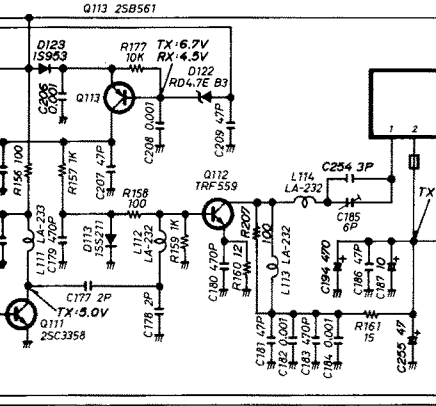 Q113 2SB561
D123
1S953
R177
10K
TX:6.7V
RX:4.5V
D122
RD4.7E B3
C206
0.001
Q113
C208 0.001
C209 47P
R156 100
R157 1K
C207 47P
R158
100
Q112
TRF559
L114
LA-232
C254 3P
1 2
C185
6P
TX
L111 LA-233
C179 470P
D113
1S5211
L112
LA-232
R159 1K
C180 470P
R160 12
R207
100
L113 LA-232
C194 470
C186 47P
C187 10
C177 2P
TX:5.0V
Q111
2SC3358
C178 2P
C181 47P
C182 0.001
C183 470P
C184 0.001
R161
15
C255 47